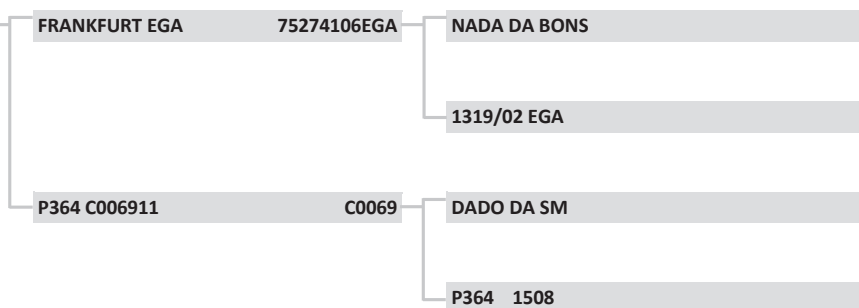 FRANKFURT EGA 75274106EGA NADA DA BONS
1319/02 EGA
P364 C006911 C0069 DADO DA SM
P364 1508